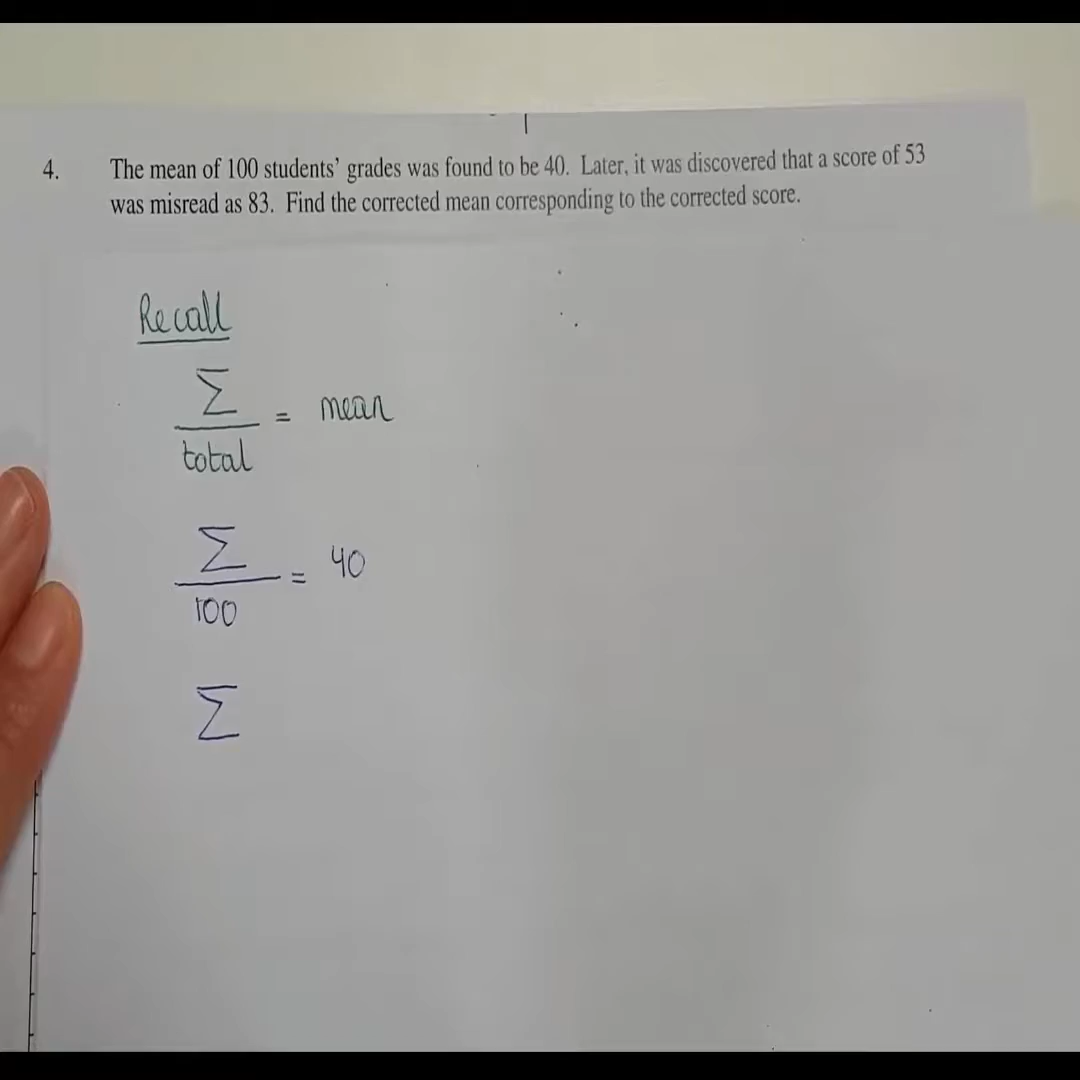 4. The mean of 100 students' grades was found to be 40. Later, it was discovered that a score of 53
was misread as 83. Find the corrected mean corresponding to the corrected score.
Recall
Σ
total = mean
Σ
100 = 40
Σ